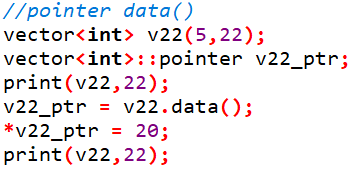 //pointer data()
vector<int> v22(5,22);
vector<int>::pointer v22_ptr;
print(v22,22);
v22_ptr = v22.data();
*v22_ptr = 20;
print(v22,22);